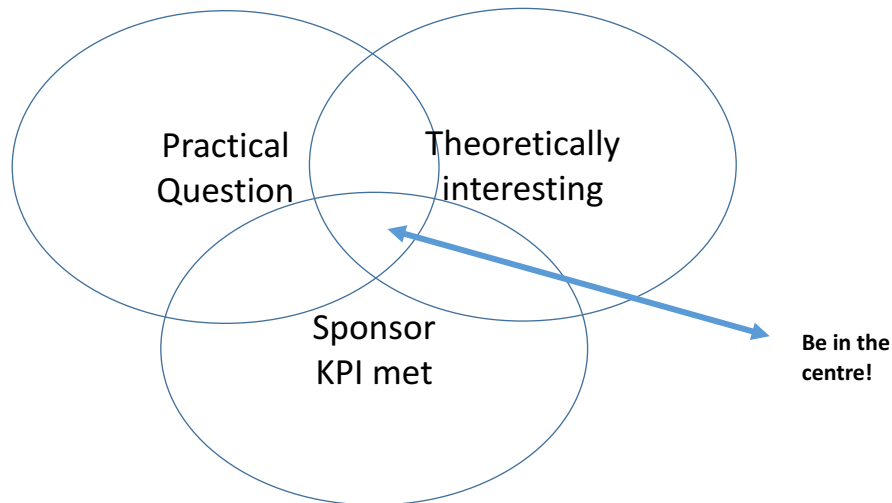 Practical
Question
Theoretically
interesting
Sponsor
KPI met
Be in the
centre!